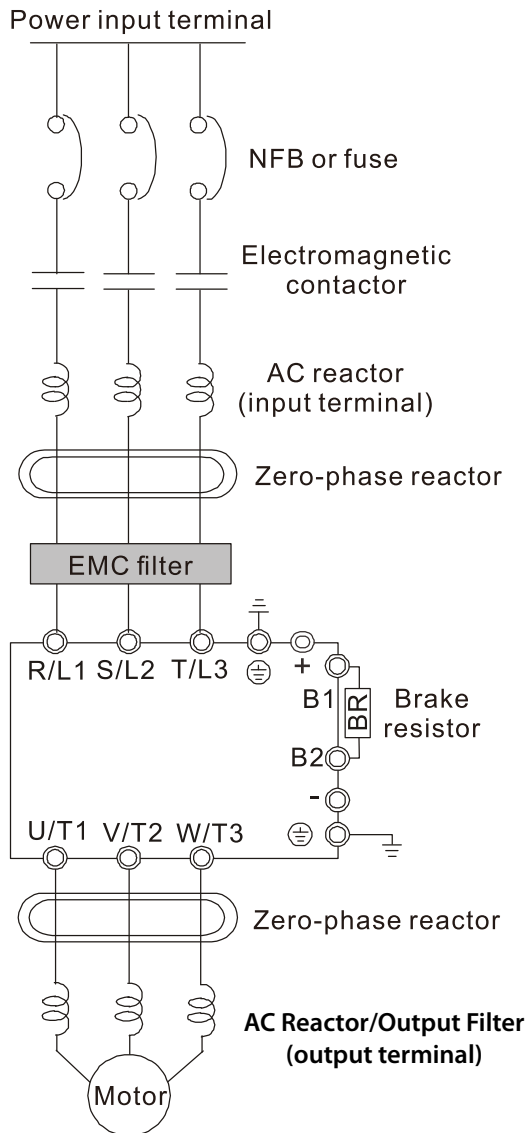 Power input terminal
NFB or fuse
Electromagnetic
contactor
AC reactor
(input terminal)
Zero-phase reactor
EMC filter
R/L1 S/L2 T/L3
+
B1
BR
Brake
resistor
B2
-
U/T1 V/T2 W/T3
Zero-phase reactor
AC Reactor/Output Filter
(output terminal)
Motor